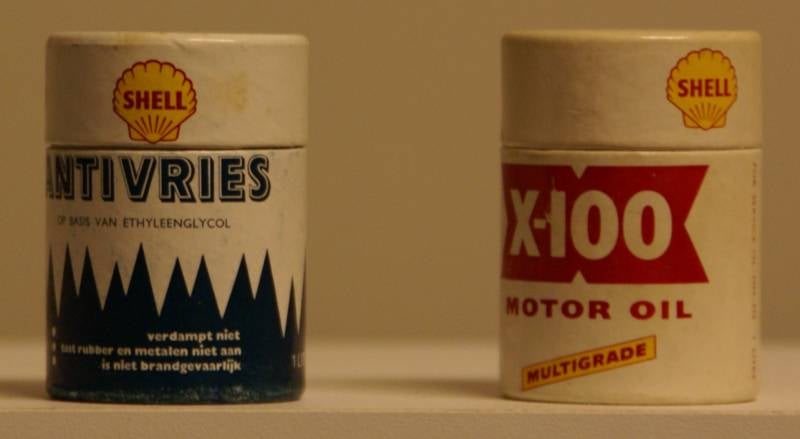 SHELL
ANTIVRIES
OP BASIS VAN ETHYLEENGLYCOL
verdampt niet
tast rubber en metalen niet aan
is niet brandgevaarlijk
SHELL
X-100
MOTOR OIL
MULTIGRADE